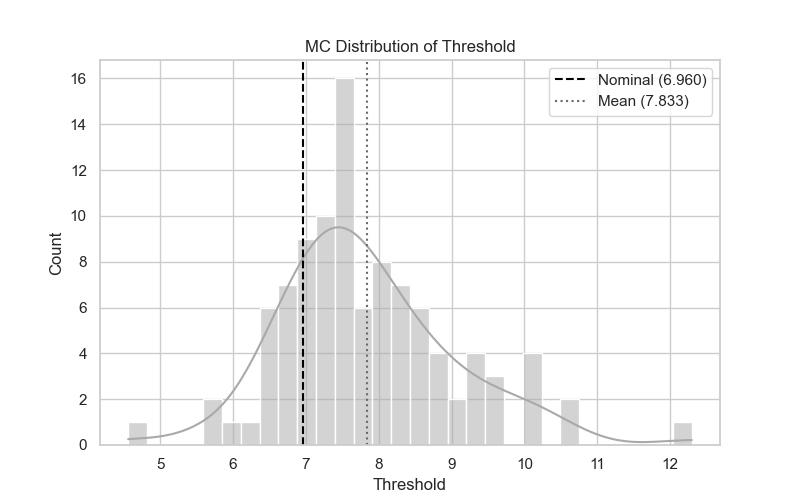 MC Distribution of Threshold
Nominal (6.960)
Mean (7.833)
Count
16
14
12
10
8
6
4
2
0
5 6 7 8 9 10 11 12
Threshold